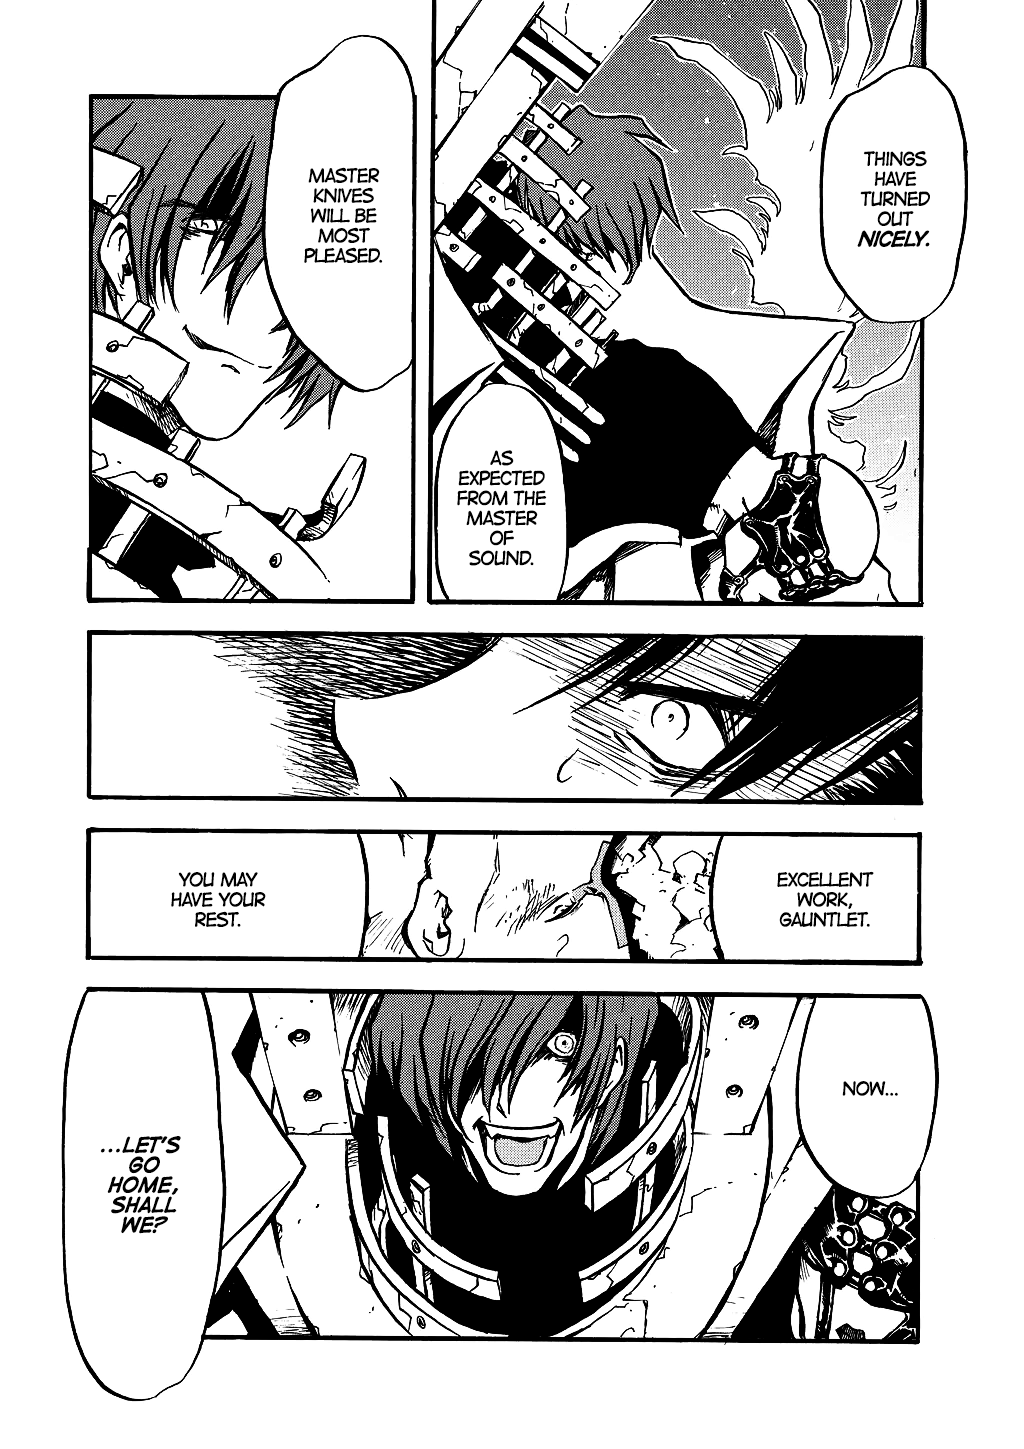 THINGS
HAVE
TURNED
OUT
NICELY.
AS
EXPECTED
FROM THE
MASTER
OF
SOUND.
MASTER
KNIVES
WILL BE
MOST
PLEASED.
EXCELLENT
WORK,
GAUNTLET.
YOU MAY
HAVE YOUR
REST.
NOW...
...LET'S
GO
HOME,
SHALL
WE?